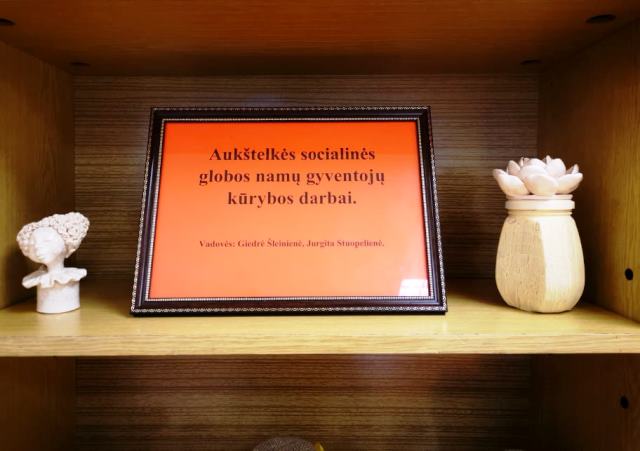 Aukštelkės socialinės
globos namų gyventojų
kūrybos darbai.
Vadovės: Giedrė Šleinienė, Jurgita Stuopelienė.